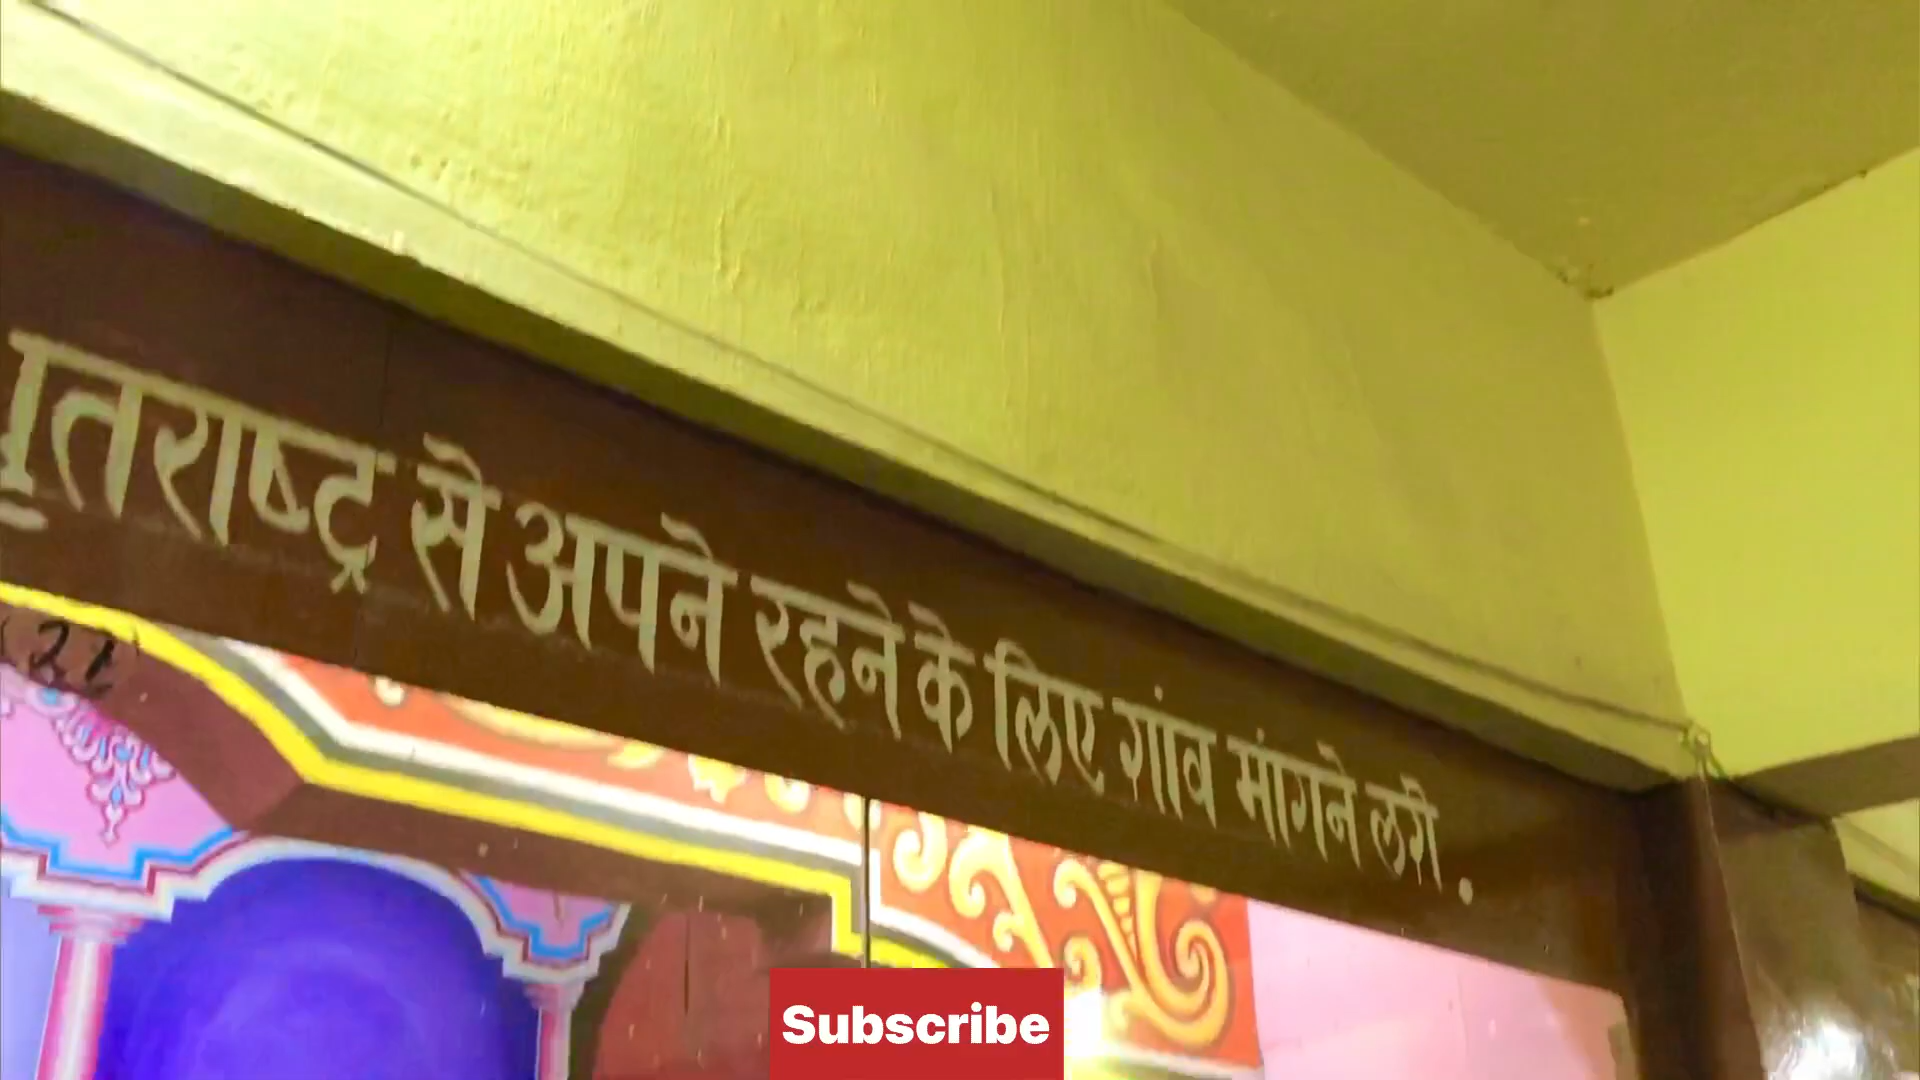 धृतराष्ट्र से अपने रहने के लिए गांव मांगने लगी .
Subscribe